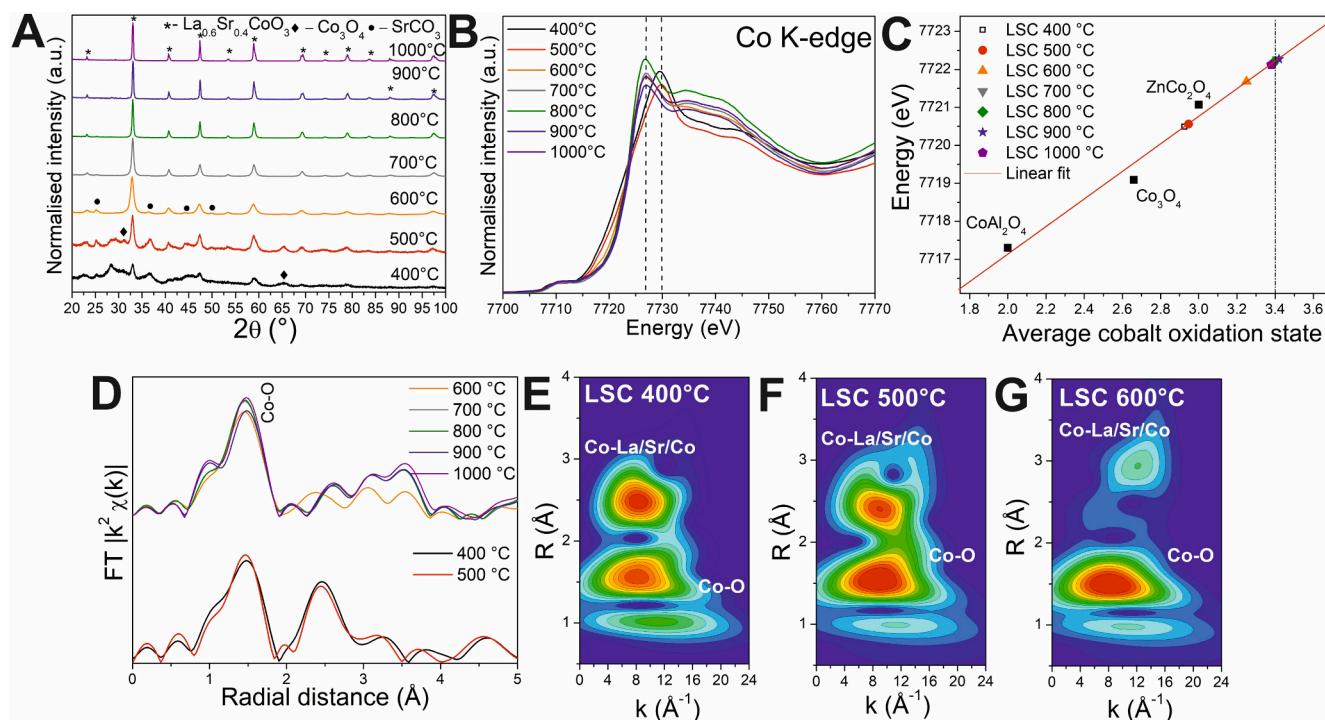 A
*- La0.6Sr0.4CoO3 ♦ – Co3O4 ● – SrCO3
1000°C
900°C
800°C
700°C
600°C
500°C
400°C
Normalised intensity (a.u.)
20 25 30 35 40 45 50 55 60 65 70 75 80 85 90 95 100
2θ (°)
B
Co K-edge
400°C
500°C
600°C
700°C
800°C
900°C
1000°C
Normalised intensity (a.u.)
7700 7710 7720 7730 7740 7750 7760 7770
Energy (eV)
C
LSC 400 °C
LSC 500 °C
LSC 600 °C
LSC 700 °C
LSC 800 °C
LSC 900 °C
LSC 1000 °C
Linear fit
ZnCo2O4
Co3O4
CoAl2O4
Energy (eV)
7723
7722
7721
7720
7719
7718
7717
1.8 2.0 2.2 2.4 2.6 2.8 3.0 3.2 3.4 3.6
Average cobalt oxidation state
D
Co-O
600 °C
700 °C
800 °C
900 °C
1000 °C
400 °C
500 °C
FT |k2 χ(k)|
0 1 2 3 4 5
Radial distance (Å)
E
LSC 400°C
Co-La/Sr/Co
Co-O
R (Å)
4
3
2
1
0 4 8 12 16 20 24
k (Å-1)
F
LSC 500°C
Co-La/Sr/Co
Co-O
R (Å)
4
3
2
1
0 4 8 12 16 20 24
k (Å-1)
G
LSC 600°C
Co-La/Sr/Co
Co-O
R (Å)
4
3
2
1
0 4 8 12 16 20 24
k (Å-1)